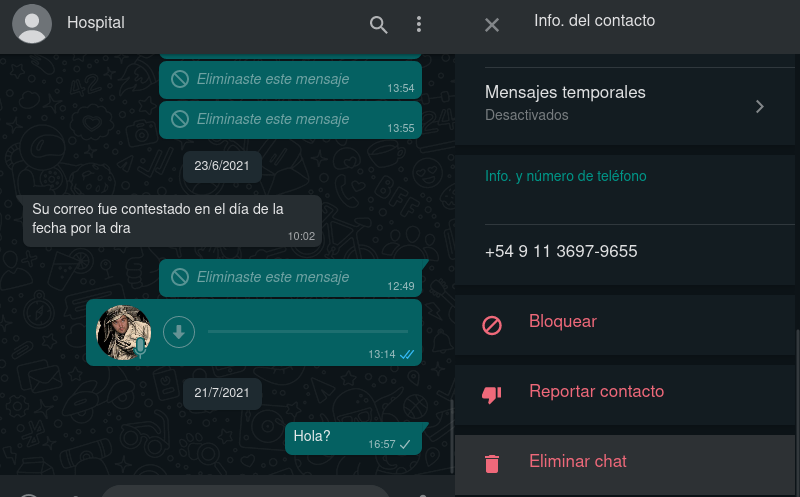 Hospital
Eliminaste este mensaje
13:54
Eliminaste este mensaje
13:55
23/6/2021
Su correo fue contestado en el día de la
fecha por la dra
10:02
Eliminaste este mensaje
12:49
13:14
21/7/2021
Hola?
16:57
Info. del contacto
Mensajes temporales
Desactivados
Info. y número de teléfono
+54 9 11 3697-9655
Bloquear
Reportar contacto
Eliminar chat